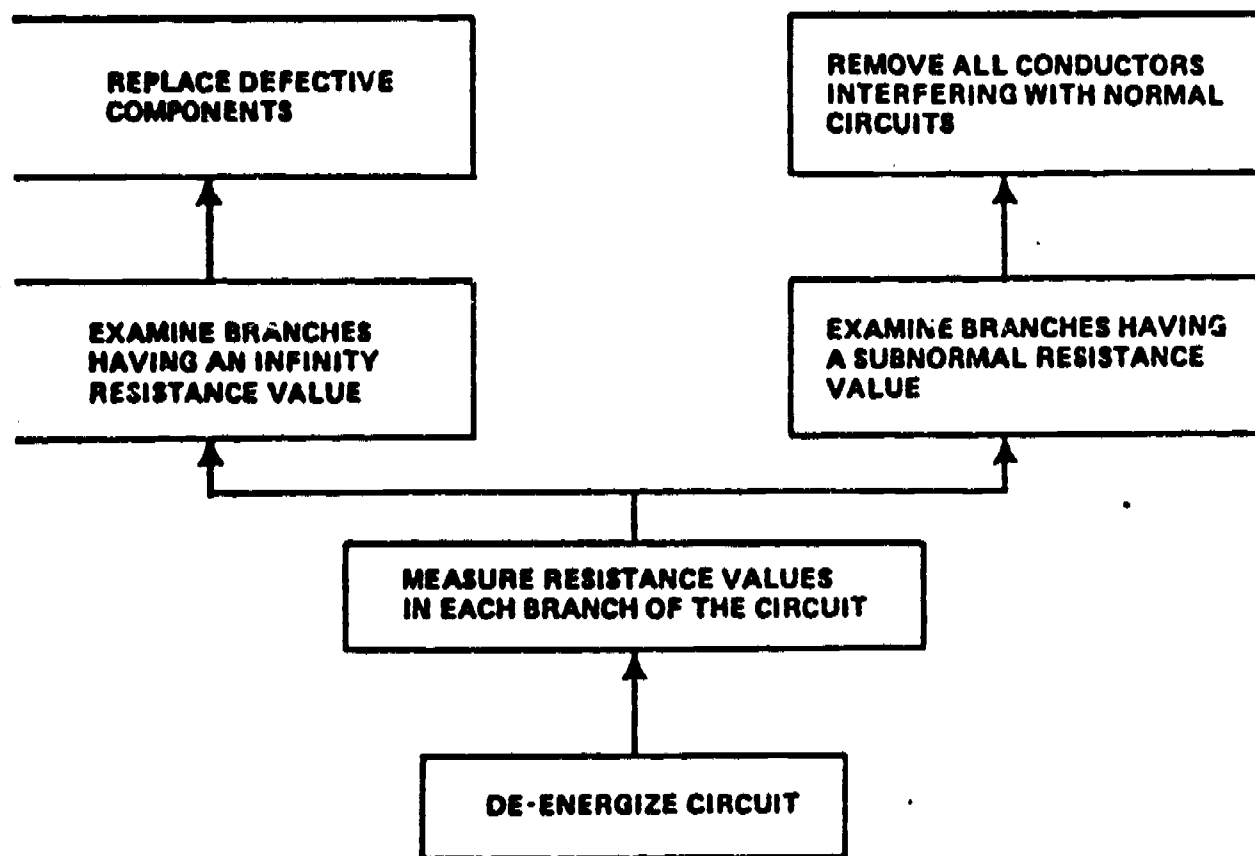 REPLACE DEFECTIVE
COMPONENTS
REMOVE ALL CONDUCTORS
INTERFERING WITH NORMAL
CIRCUITS
EXAMINE BRANCHES
HAVING AN INFINITY
RESISTANCE VALUE
EXAMINE BRANCHES HAVING
A SUBNORMAL RESISTANCE
VALUE
MEASURE RESISTANCE VALUES
IN EACH BRANCH OF THE CIRCUIT
DE-ENERGIZE CIRCUIT